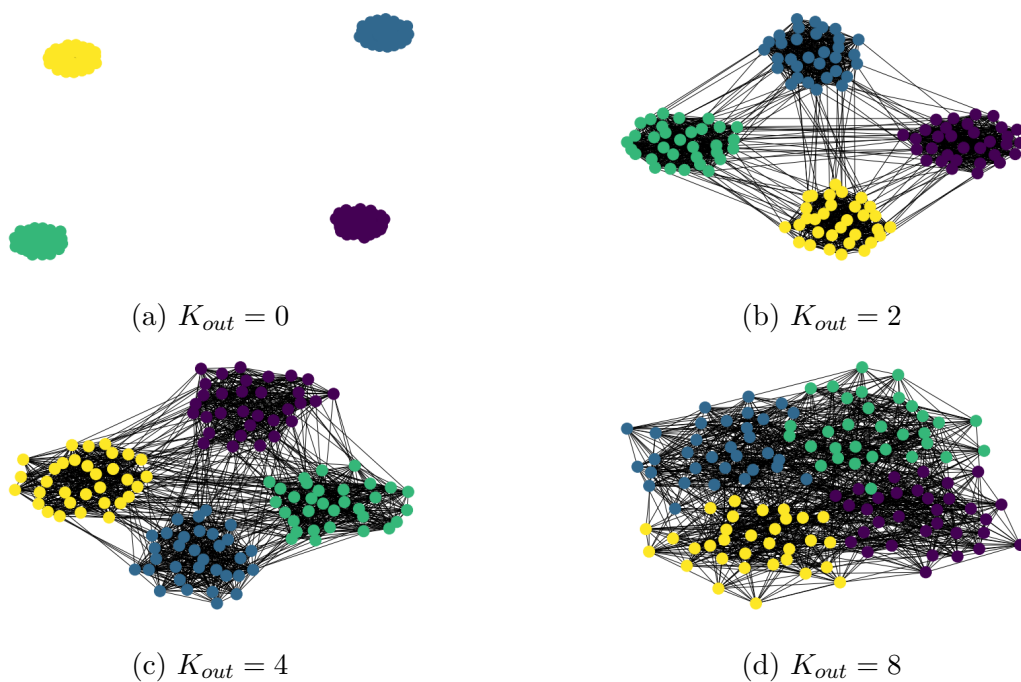 (a) $K_{out} = 0$
(b) $K_{out} = 2$
(c) $K_{out} = 4$
(d) $K_{out} = 8$